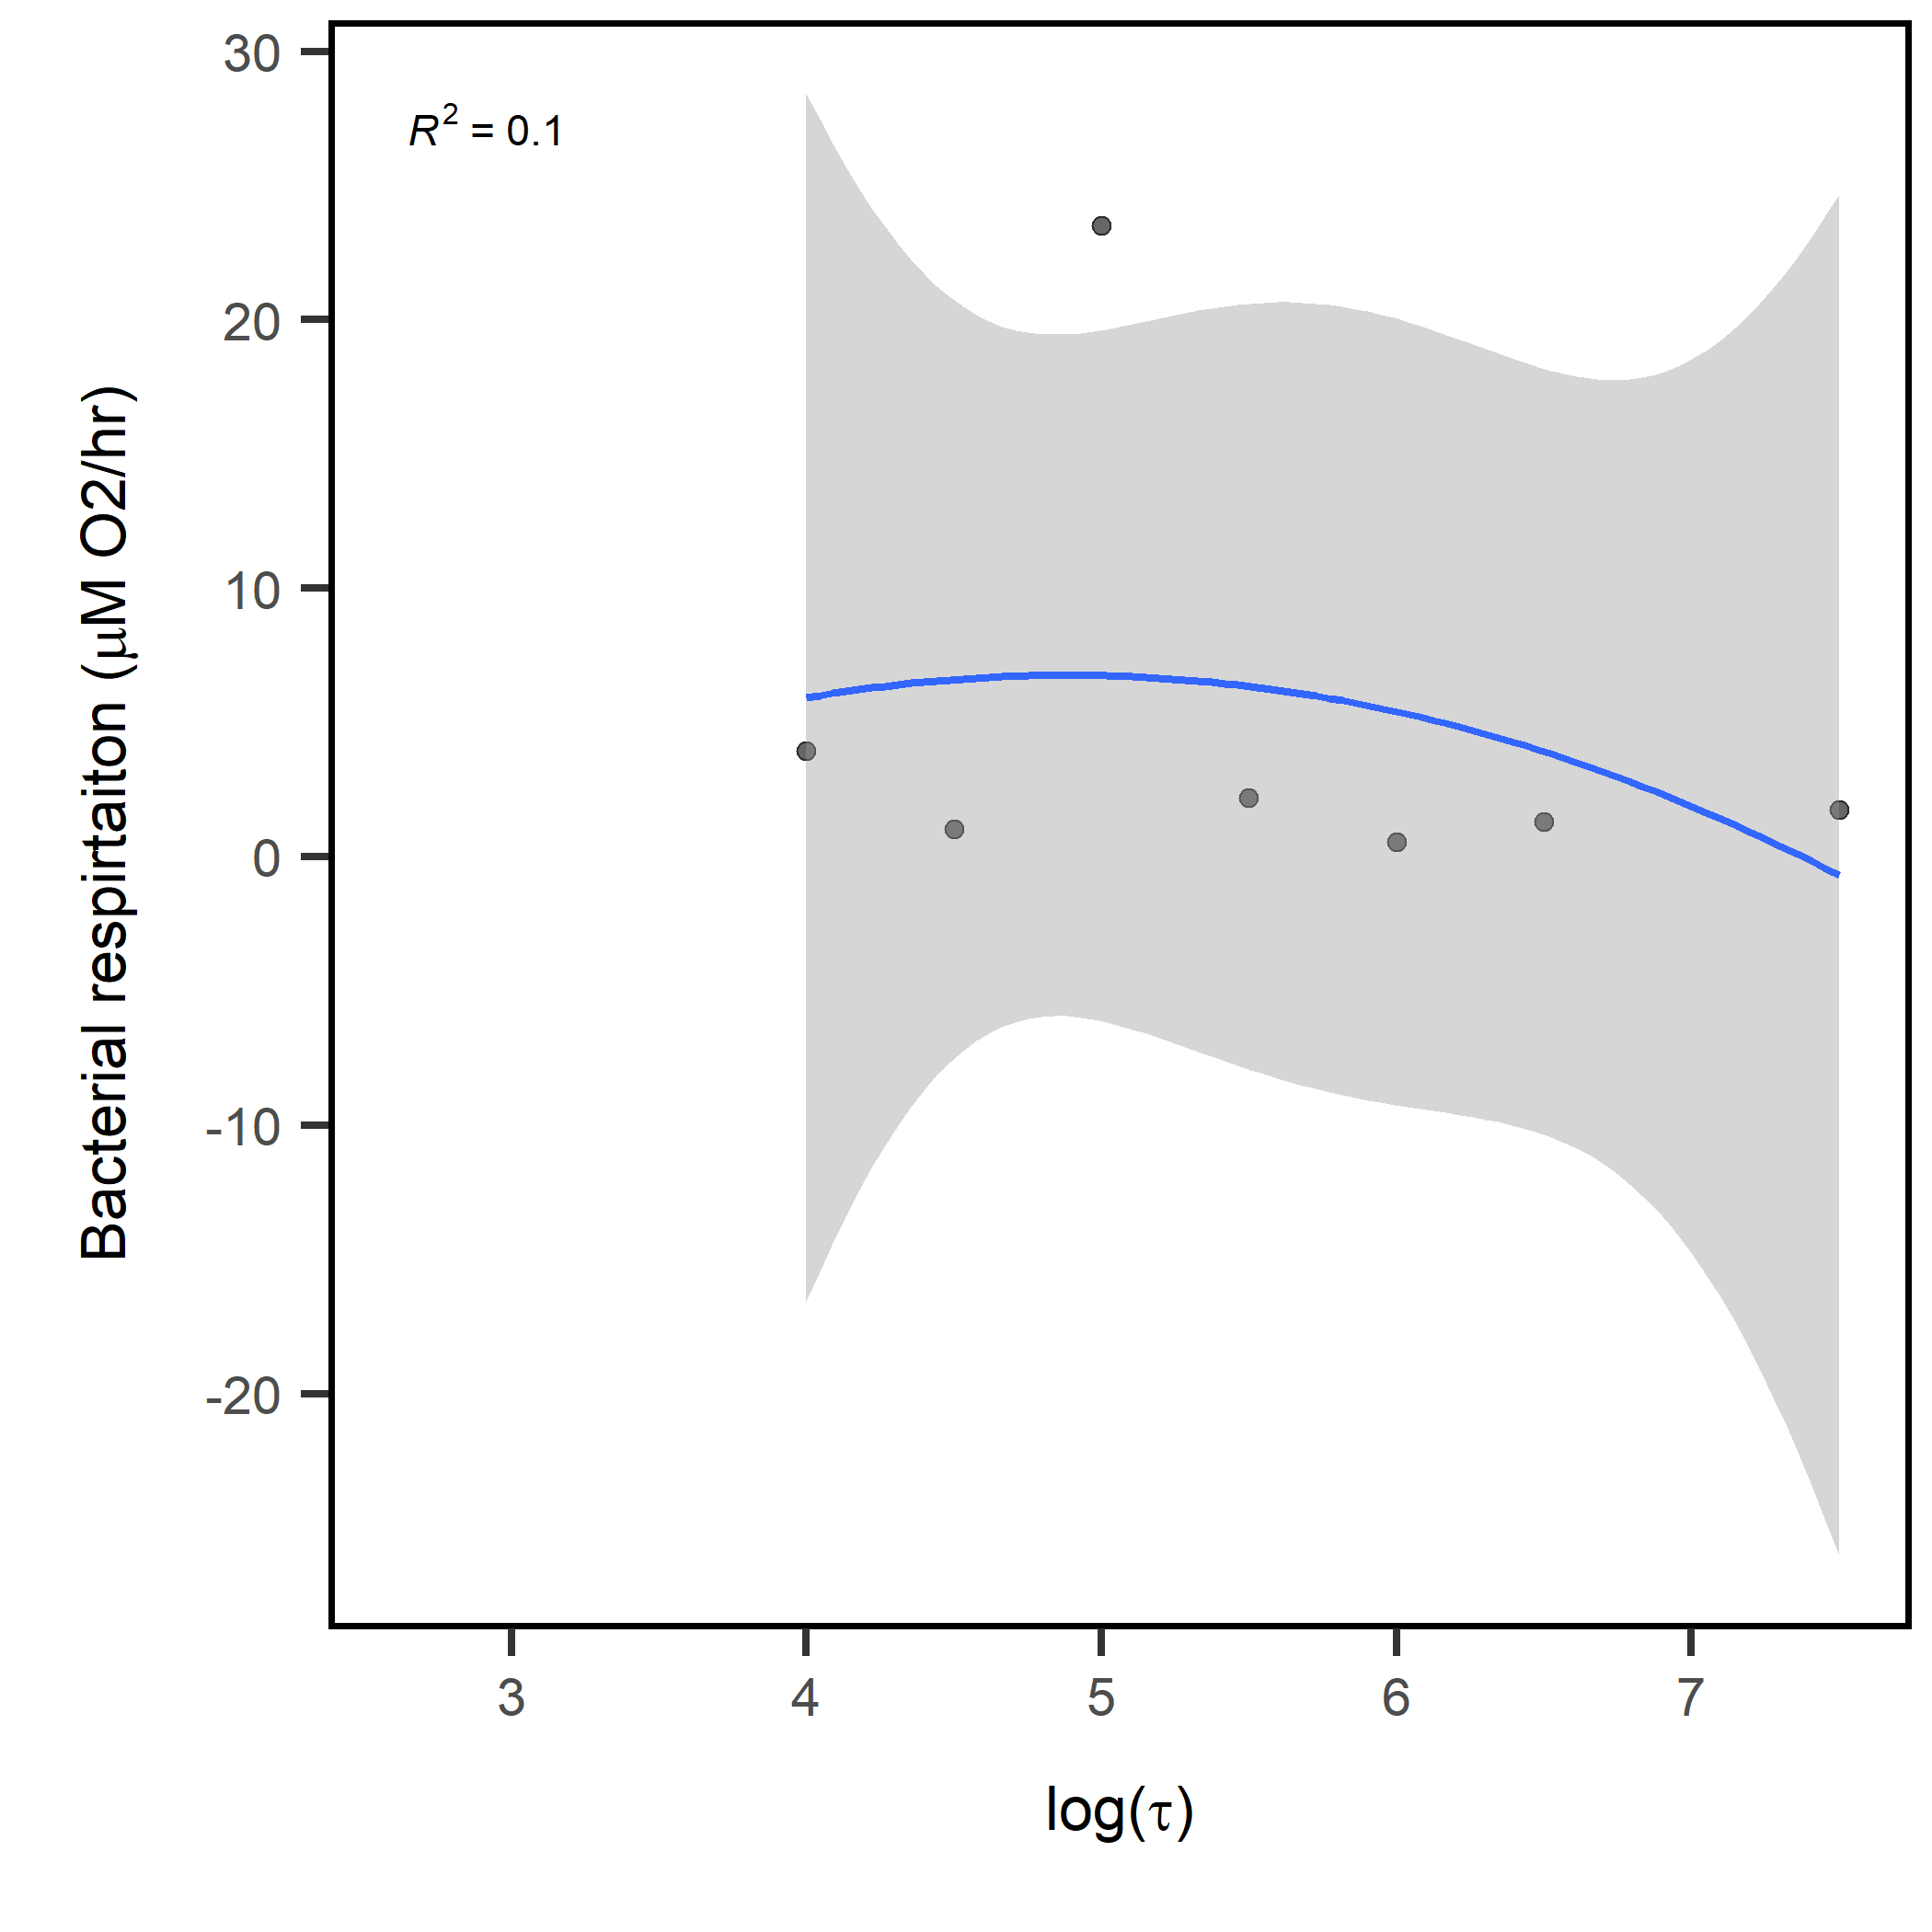 30
R² = 0.1
20
10
0
-10
-20
Bacterial respirtaiton (μM O2/hr)
3 4 5 6 7
log(τ)